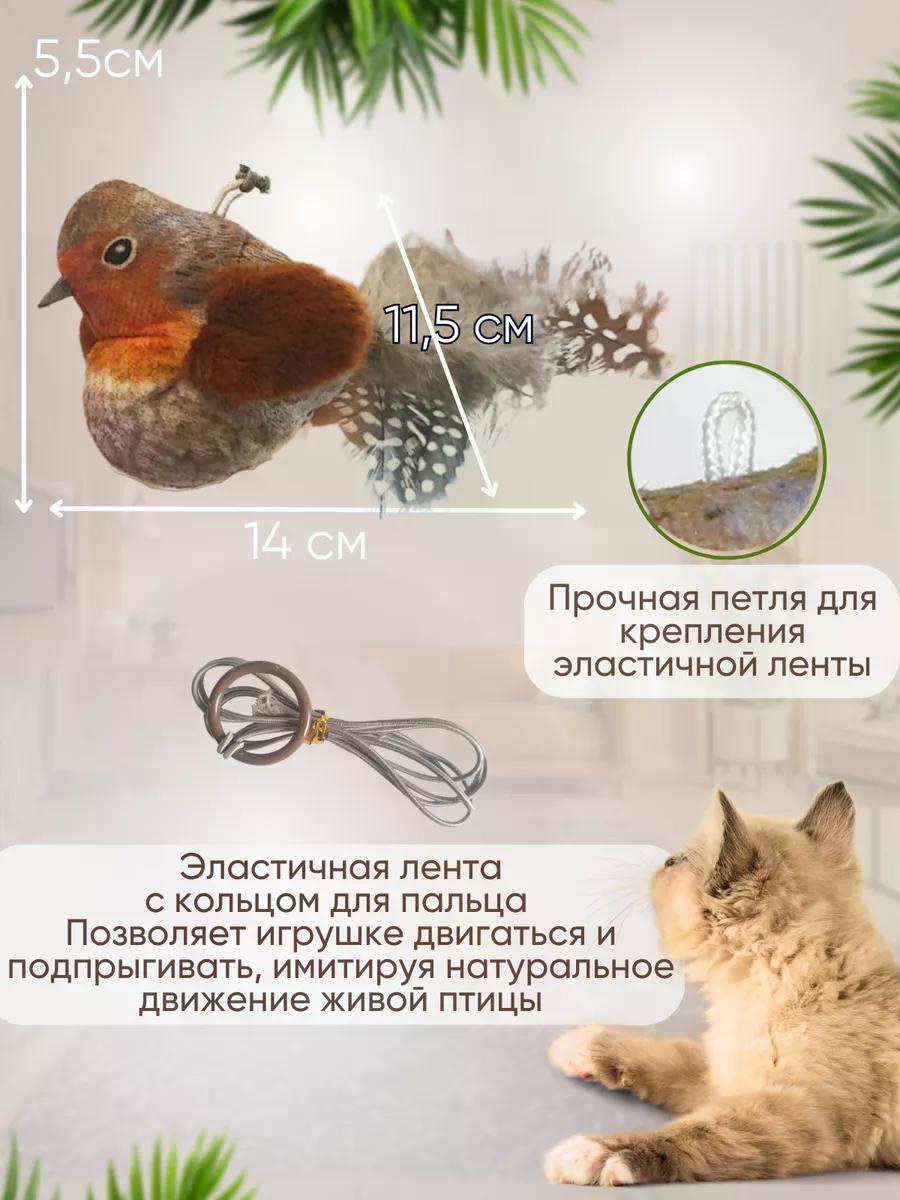 5,5см
11,5 см
14 см
Прочная петля для
крепления
эластичной ленты
Эластичная лента
с кольцом для пальца
Позволяет игрушке двигаться и
подпрыгивать, имитируя натуральное
движение живой птицы